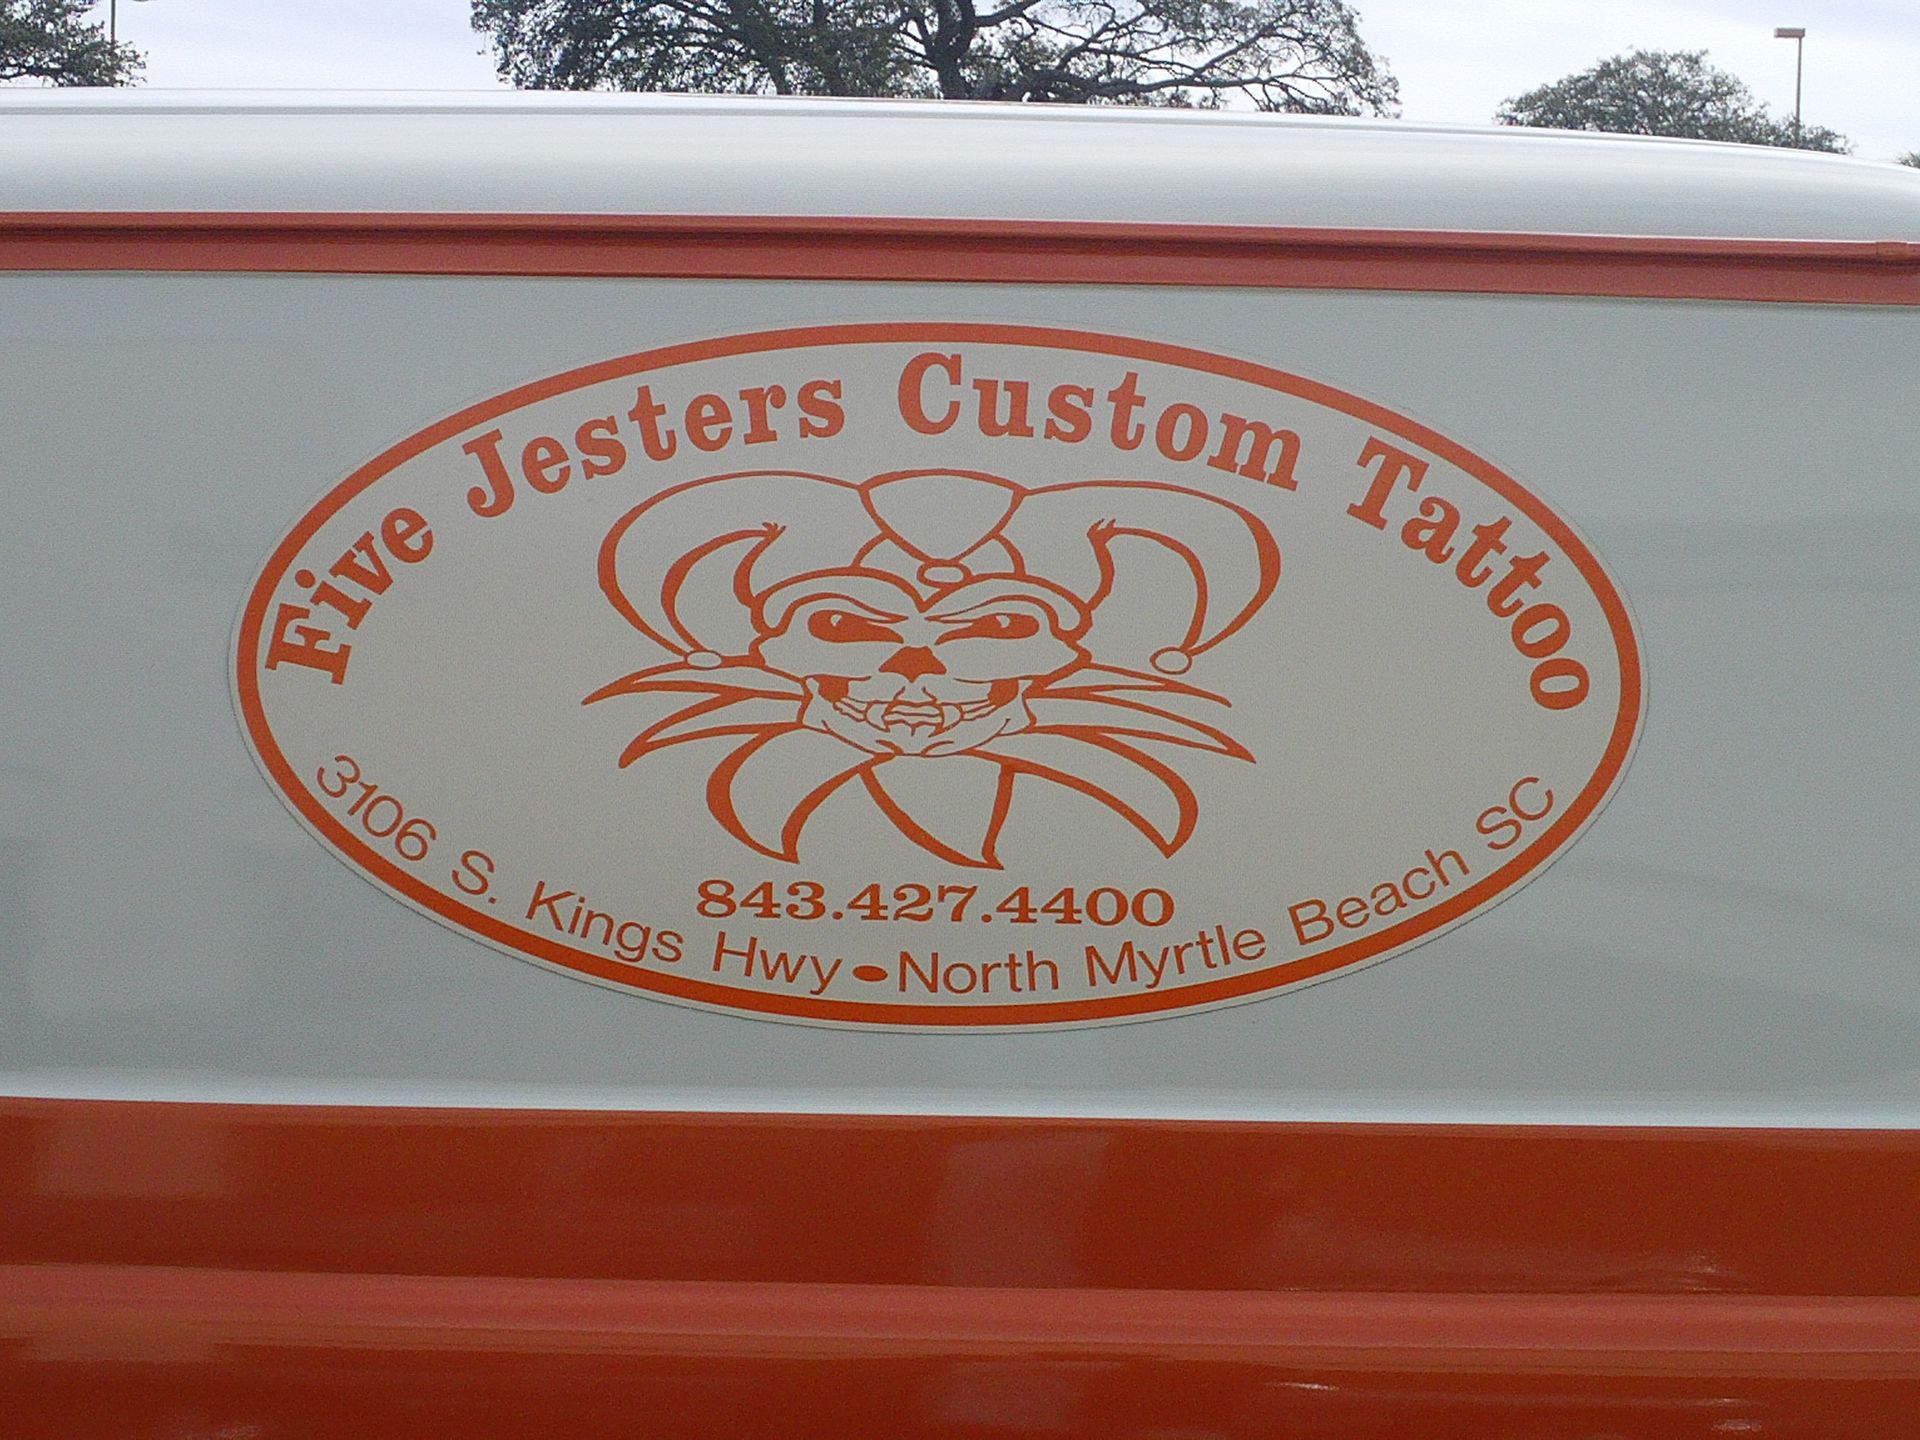 Five Jesters Custom Tattoo
843.427.4400
3106 S. Kings Hwy • North Myrtle Beach SC